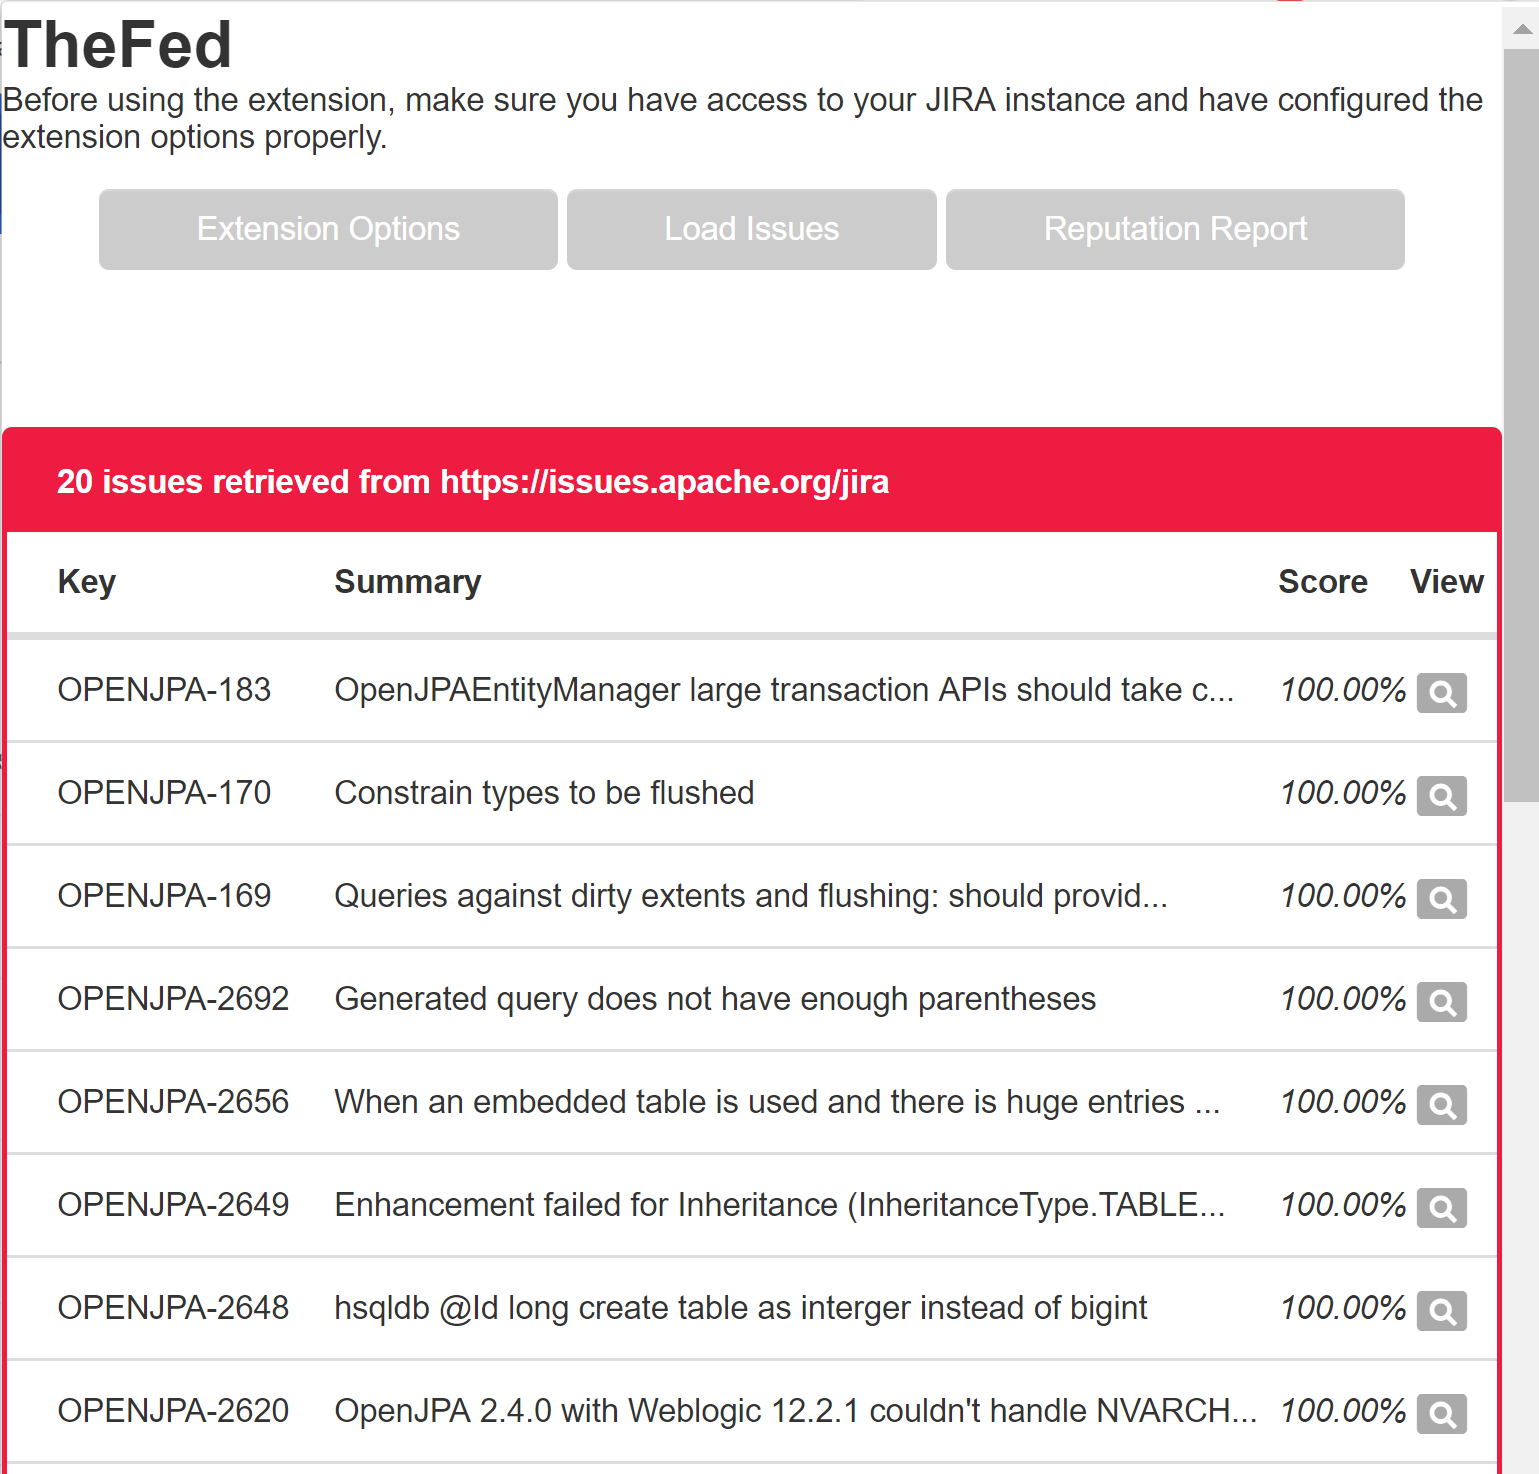 TheFed
Before using the extension, make sure you have access to your JIRA instance and have configured the
extension options properly.
Extension Options Load Issues Reputation Report
20 issues retrieved from https://issues.apache.org/jira
Key Summary Score View
OPENJPA-183 OpenJPAEntityManager large transaction APIs should take c... 100.00%
OPENJPA-170 Constrain types to be flushed 100.00%
OPENJPA-169 Queries against dirty extents and flushing: should provid... 100.00%
OPENJPA-2692 Generated query does not have enough parentheses 100.00%
OPENJPA-2656 When an embedded table is used and there is huge entries ... 100.00%
OPENJPA-2649 Enhancement failed for Inheritance (InheritanceType.TABLE... 100.00%
OPENJPA-2648 hsqldb @Id long create table as interger instead of bigint 100.00%
OPENJPA-2620 OpenJPA 2.4.0 with Weblogic 12.2.1 couldn't handle NVARCH... 100.00%